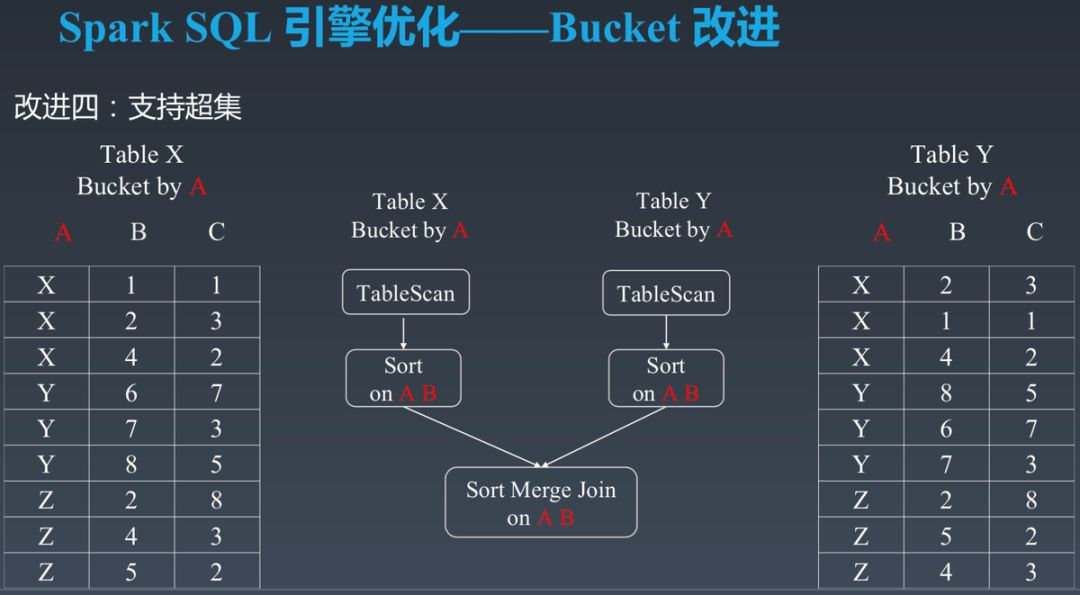 Spark SQL 引擎优化——Bucket 改进
改进四：支持超集
Table X
Bucket by A
A B C
X 1 1
X 2 3
X 4 2
Y 6 7
Y 7 3
Y 8 5
Z 2 8
Z 4 3
Z 5 2
Table X
Bucket by A
TableScan
Sort
on A B
Table Y
Bucket by A
TableScan
Sort
on A B
Sort Merge Join
on A B
Table Y
Bucket by A
A B C
X 2 3
X 1 1
X 4 2
Y 8 5
Y 6 7
Y 7 3
Z 2 8
Z 5 2
Z 4 3